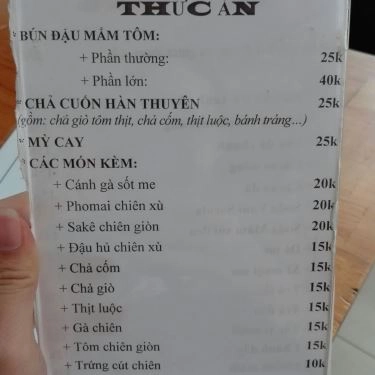 THỨC ĂN
* BÚN ĐẬU MẮM TÔM:
+ Phần thường: 25k
+ Phần lớn: 40k
* CHẢ CUỐN HÀN THUYÊN 25k
(gồm: chả giò tôm thịt, chả cốm, thịt luộc, bánh tráng...)
* MỲ CAY 25k
* CÁC MÓN KÈM:
+ Cánh gà sốt me 20k
+ Phomai chiên xù 20k
+ Sakê chiên giòn 20k
+ Đậu hủ chiên xù 15k
+ Chả cốm 15k
+ Chả giò 15k
+ Thịt luộc 15k
+ Gà chiên 15k
+ Tôm chiên giòn 15k
+ Trứng cút chiên 10k